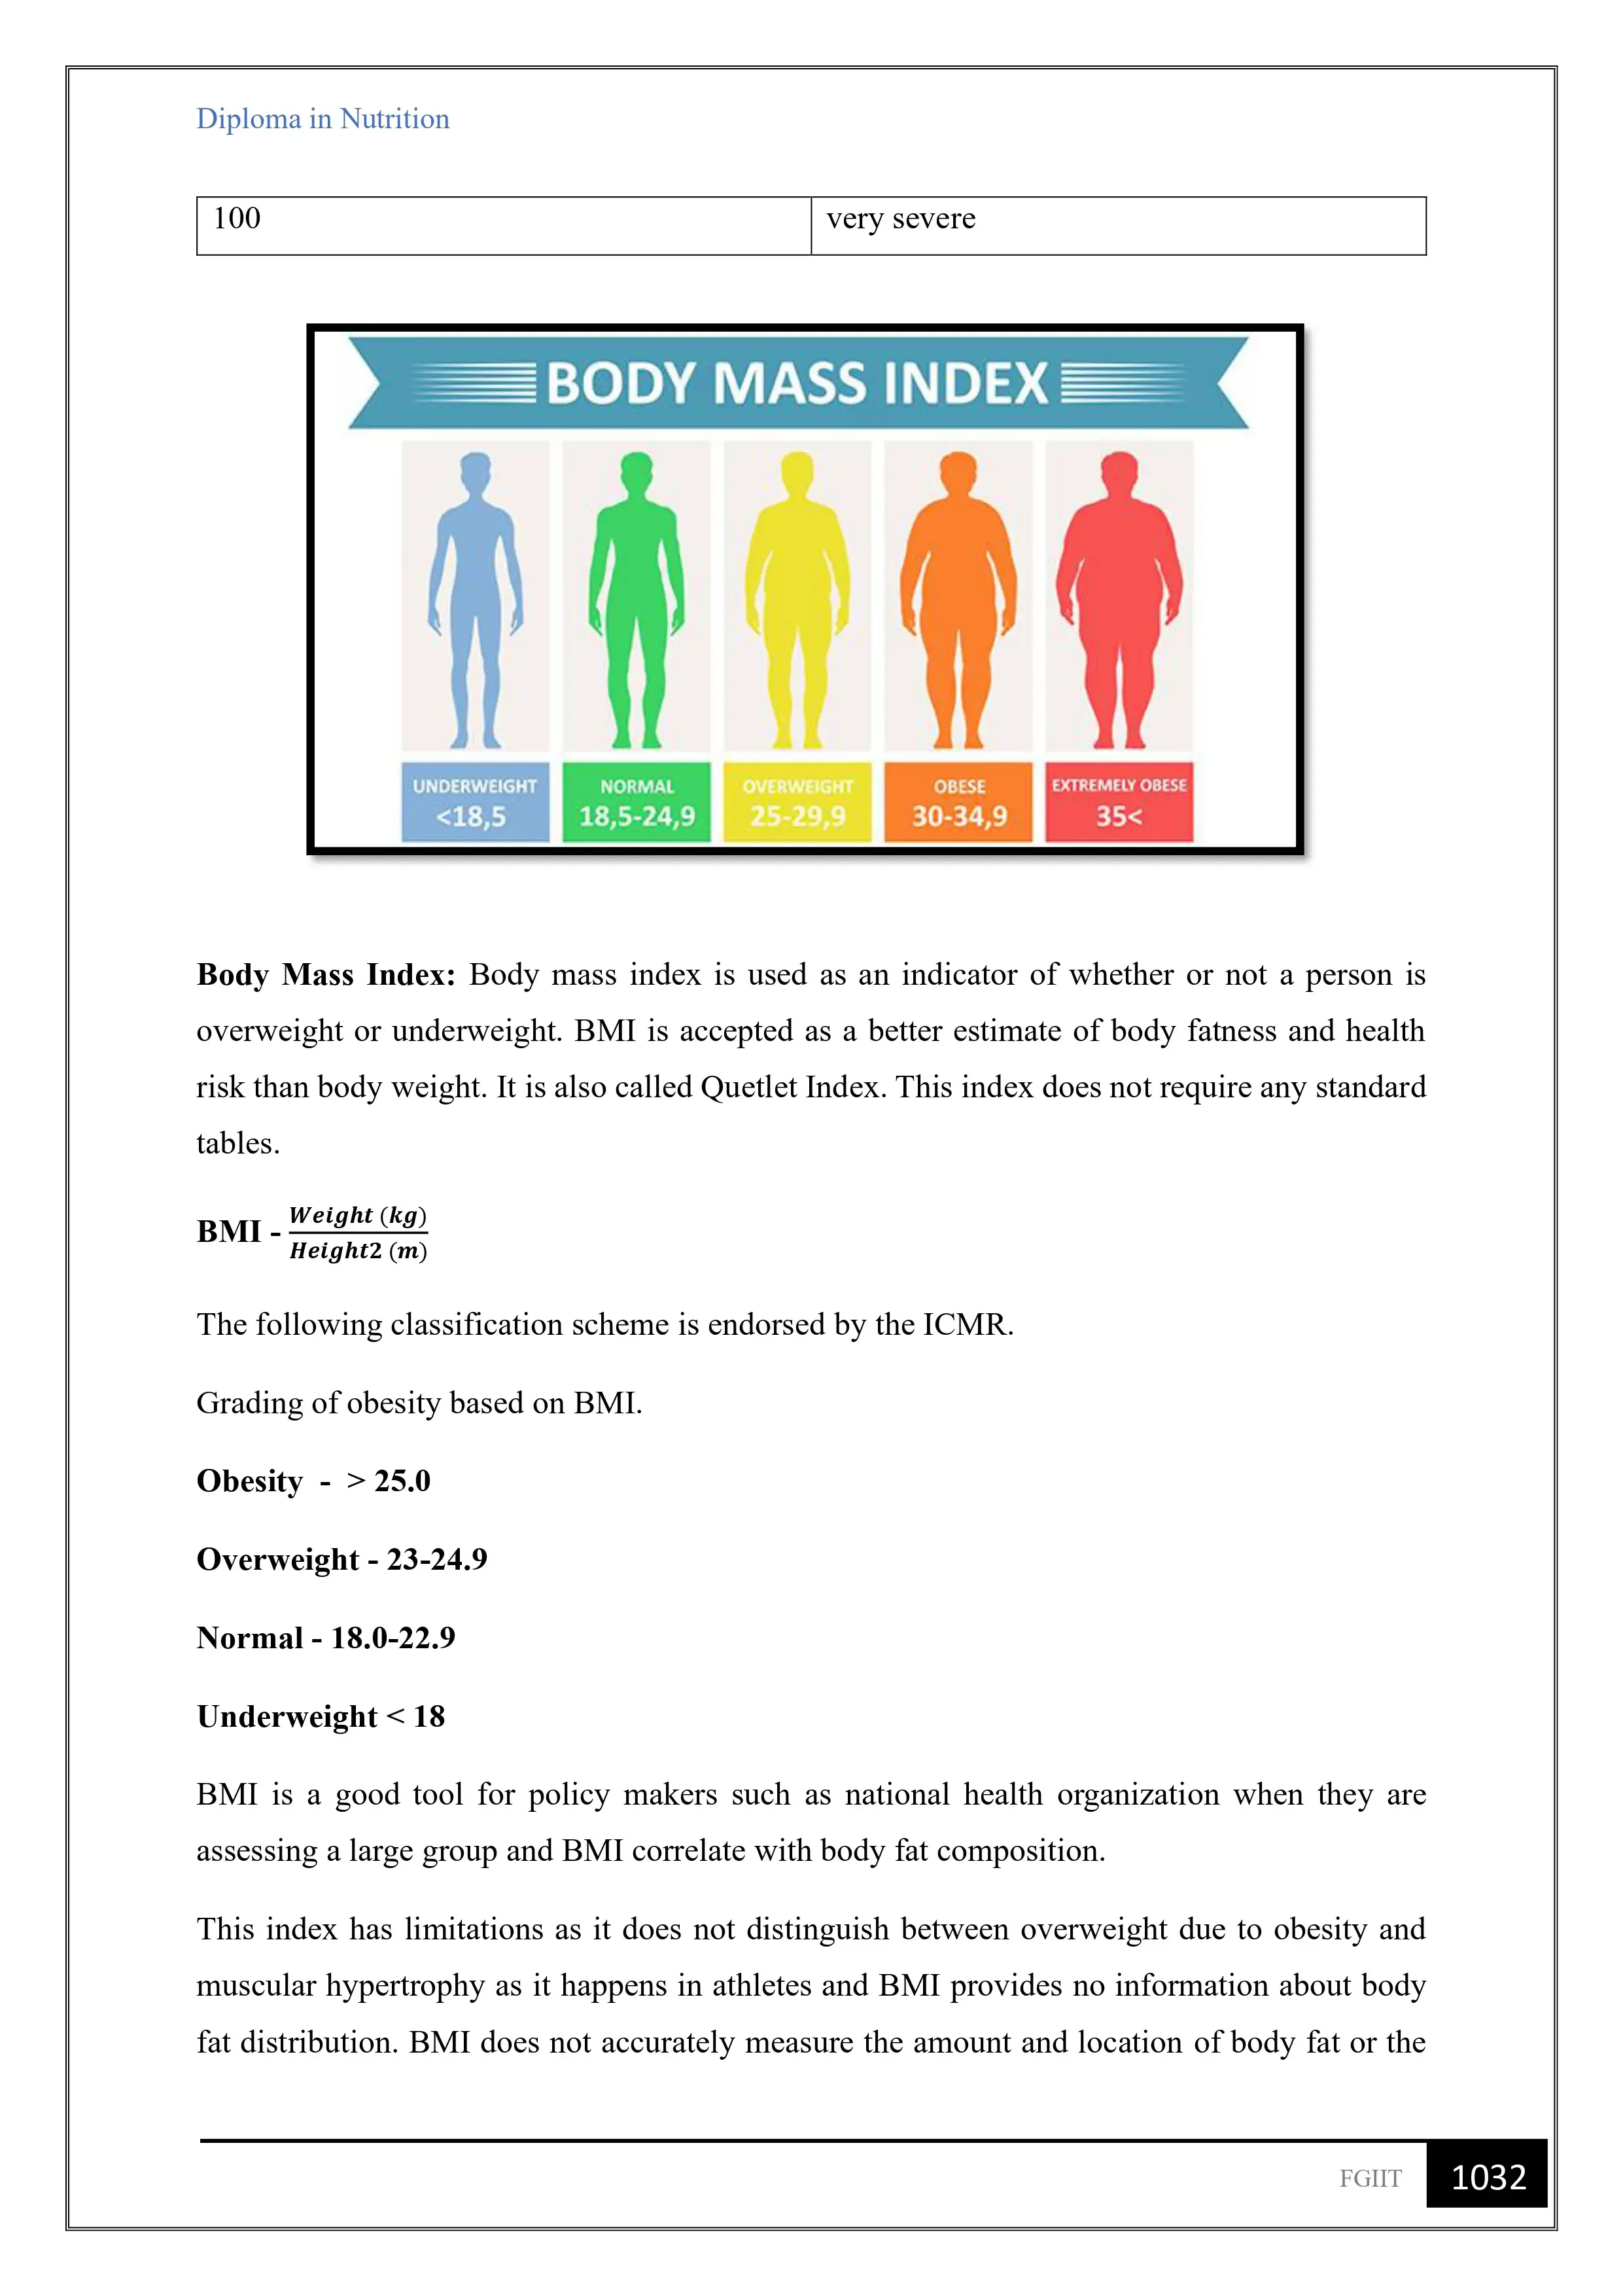 Diploma in Nutrition
100 very severe
BODY MASS INDEX
UNDERWEIGHT NORMAL OVERWEIGHT OBESE EXTREMELY OBESE
<18,5 18,5-24,9 25-29,9 30-34,9 35<
Body Mass Index: Body mass index is used as an indicator of whether or not a person is
overweight or underweight. BMI is accepted as a better estimate of body fatness and health
risk than body weight. It is also called Quetlet Index. This index does not require any standard
tables.
BMI - Weight (kg)
Height2 (m)
The following classification scheme is endorsed by the ICMR.
Grading of obesity based on BMI.
Obesity - > 25.0
Overweight - 23-24.9
Normal - 18.0-22.9
Underweight < 18
BMI is a good tool for policy makers such as national health organization when they are
assessing a large group and BMI correlate with body fat composition.
This index has limitations as it does not distinguish between overweight due to obesity and
muscular hypertrophy as it happens in athletes and BMI provides no information about body
fat distribution. BMI does not accurately measure the amount and location of body fat or the
FGIIT 1032